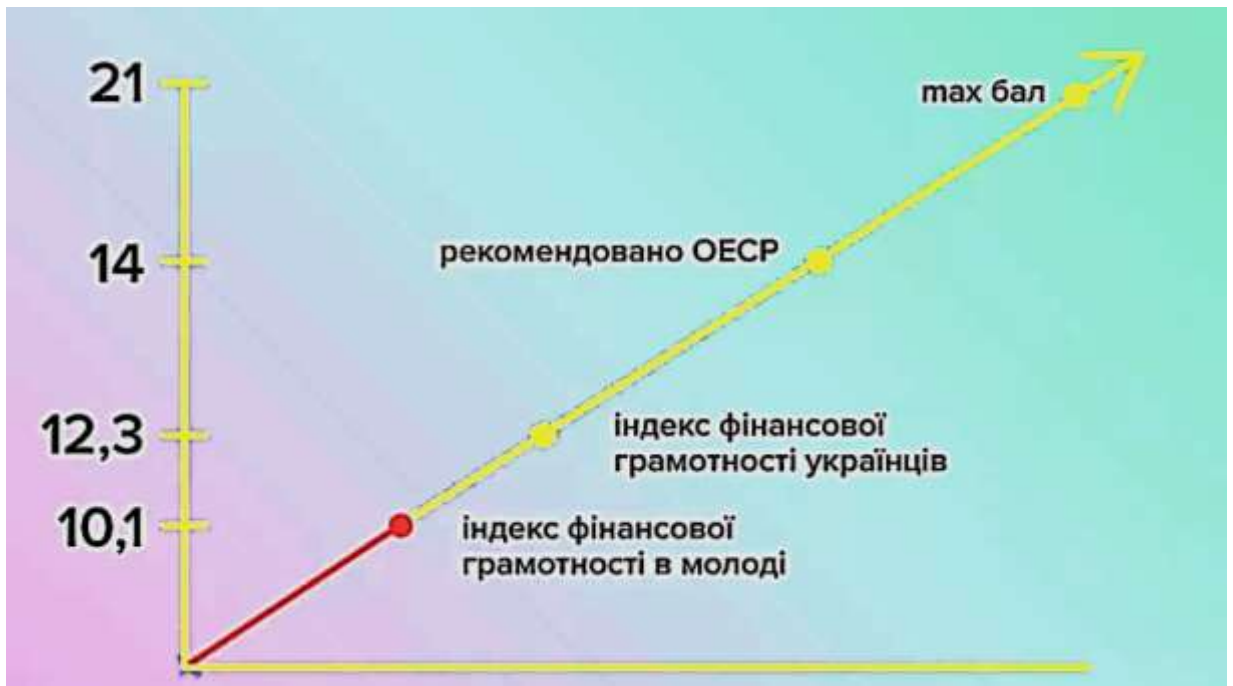 21
max бал
рекомендовано ОЕСР
14
12,3
індекс фінансової
грамотності українців
10,1
індекс фінансової
грамотності в молоді